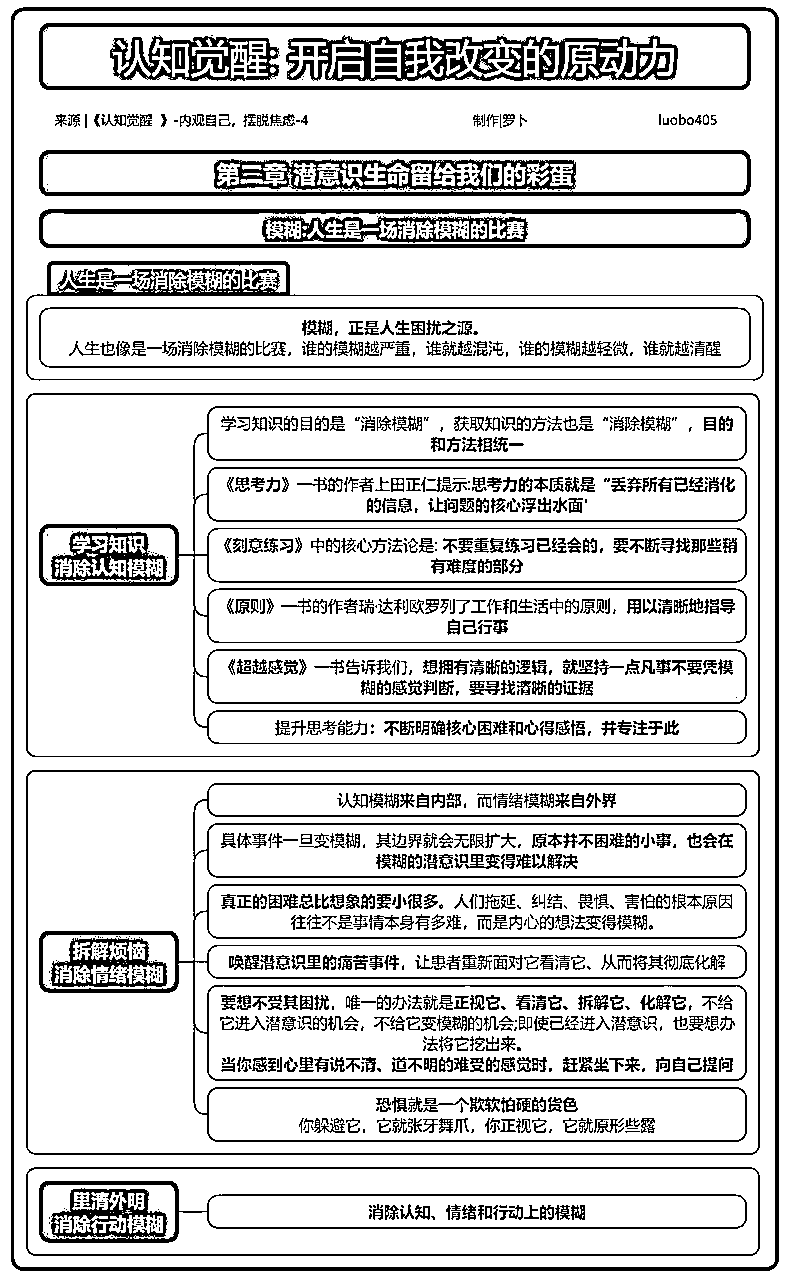 认知觉醒: 开启自我改变的原动力
来源 |《认知觉醒 》-内观自己，摆脱焦虑-4
制作|罗卜
luobo405
第三章 潜意识生命留给我们的彩蛋
模糊:人生是一场消除模糊的比赛
人生是一场消除模糊的比赛
模糊，正是人生困扰之源。
人生也像是一场消除模糊的比赛，谁的模糊越严重，谁就越混沌，谁的模糊越轻微，谁就越清醒
学习知识
消除认知模糊
学习知识的目的是“消除模糊”，获取知识的方法也是“消除模糊”，目的
和方法相统一
《思考力》一书的作者上田正仁提示:思考力的本质就是“丢弃所有已经消化
的信息，让问题的核心浮出水面'
《刻意练习》中的核心方法论是: 不要重复练习已经会的，要不断寻找那些稍
有难度的部分
《原则》一书的作者瑞·达利欧罗列了工作和生活中的原则，用以清晰地指导
自己行事
《超越感觉》一书告诉我们，想拥有清晰的逻辑，就坚持一点凡事不要凭模
糊的感觉判断，要寻找清晰的证据
提升思考能力：不断明确核心困难和心得感悟，并专注于此
拆解烦恼
消除情绪模糊
认知模糊来自内部，而情绪模糊来自外界
具体事件一旦变模糊，其边界就会无限扩大，原本并不困难的小事，也会在
模糊的潜意识里变得难以解决
真正的困难总比想象的要小很多。人们拖延、纠结、畏惧、害怕的根本原因
往往不是事情本身有多难，而是内心的想法变得模糊。
唤醒潜意识里的痛苦事件，让患者重新面对它看清它、从而将其彻底化解
要想不受其困扰，唯一的办法就是正视它、看清它、拆解它、化解它，不给
它进入潜意识的机会，不给它变模糊的机会;即使已经进入潜意识，也要想办
法将它挖出来。
当你感到心里有说不清、道不明的难受的感觉时，赶紧坐下来，向自己提问
恐惧就是一个欺软怕硬的货色
你躲避它，它就张牙舞爪，你正视它，它就原形些露
里清外明
消除行动模糊
消除认知、情绪和行动上的模糊